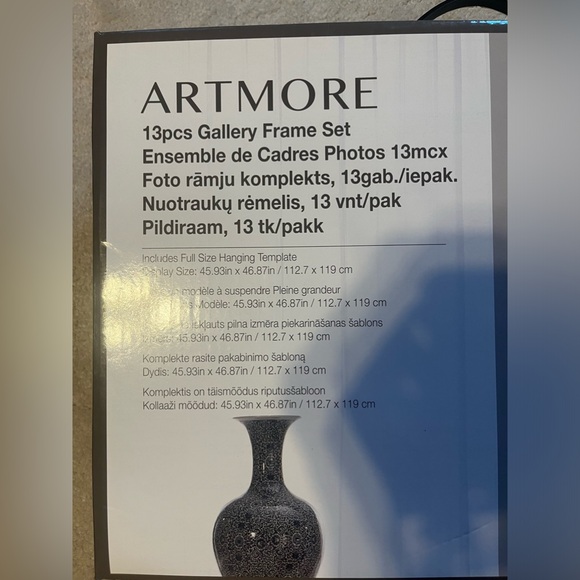 ARTMORE
13pcs Gallery Frame Set
Ensemble de Cadres Photos 13mcx
Foto rāmju komplekts, 13gab./iepak.
Nuotraukų rėmelis, 13 vnt/pak
Pildiraam, 13 tk/pakk
Includes Full Size Hanging Template
Display Size: 45.93in x 46.87in / 112.7 x 119 cm
modèle à suspendre Pleine grandeur
Modèle: 45.93in x 46.87in / 112.7 x 119 cm
pilna izmēra piekarināšanas šablons
45.93in x 46.87in / 112.7 x 119 cm
Komplekte rasite pakabinimo šabloną
Dydis: 45.93in x 46.87in / 112.7 x 119 cm
Komplektis on täismõõdus riputusšabloon
Kollaaži mõõdud: 45.93in x 46.87in / 112.7 x 119 cm